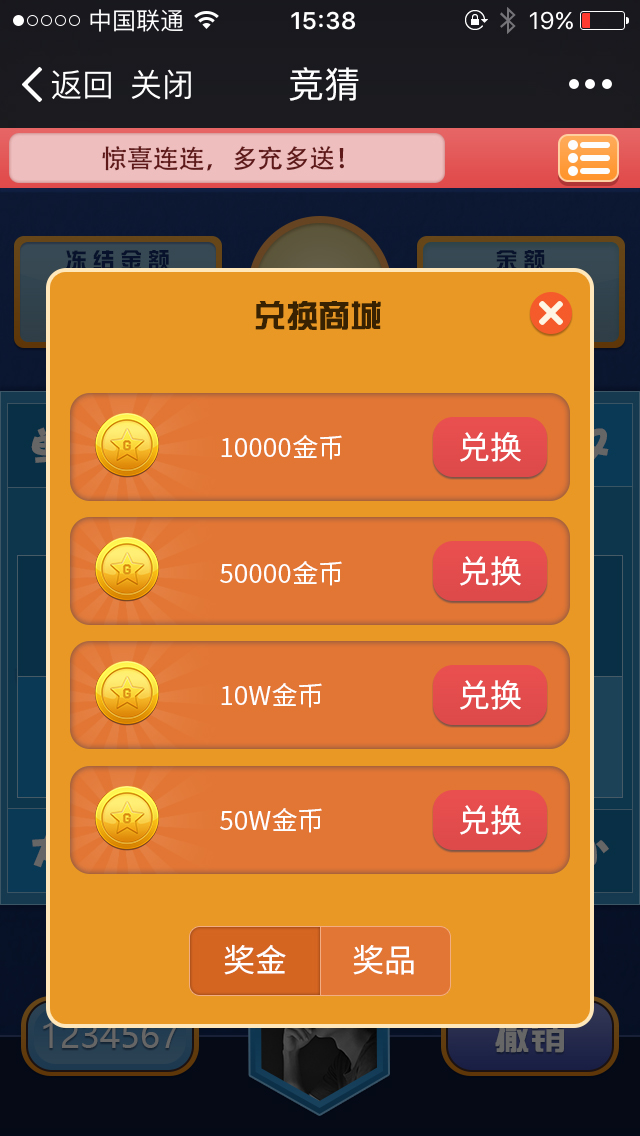 中国联通 15:38 19%
返回 关闭 竞猜
惊喜连连，多充多送！
冻结金额 余额
兑换商城
10000金币 兑换
50000金币 兑换
10W金币 兑换
50W金币 兑换
奖金 奖品
1234567 撤销